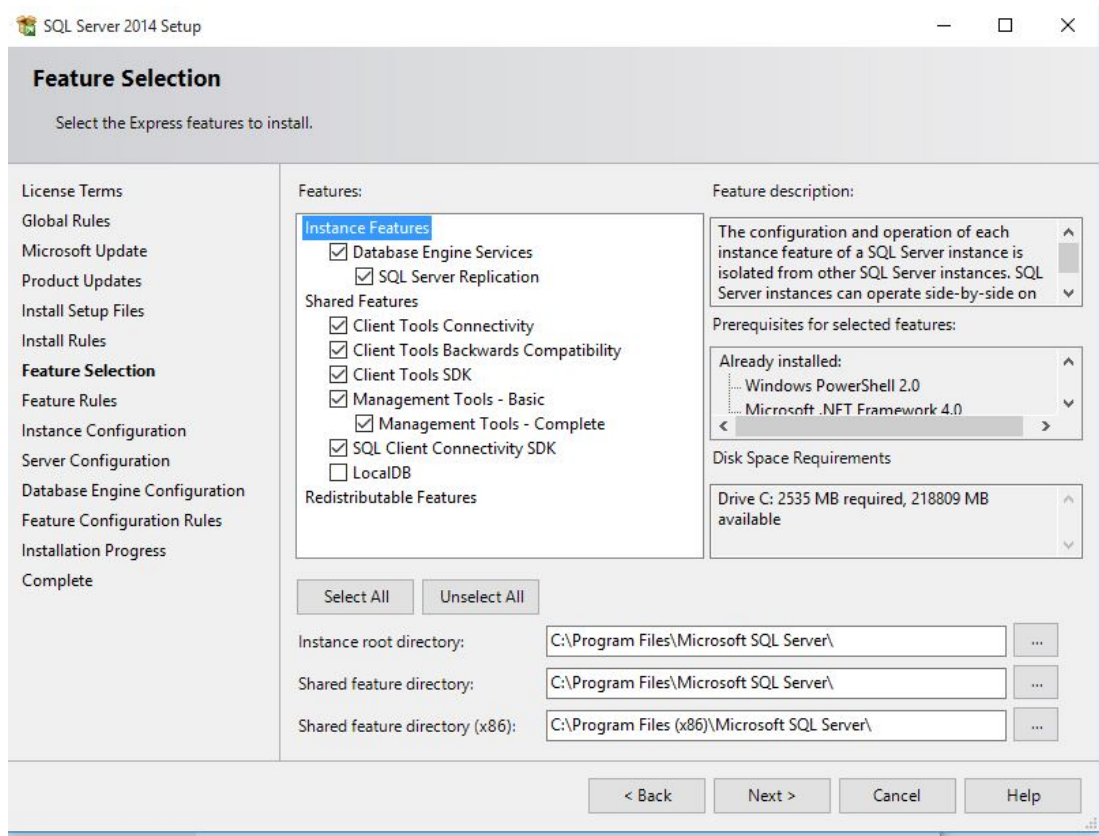 SQL Server 2014 Setup
Feature Selection
Select the Express features to install.
License Terms
Global Rules
Microsoft Update
Product Updates
Install Setup Files
Install Rules
Feature Selection
Feature Rules
Instance Configuration
Server Configuration
Database Engine Configuration
Feature Configuration Rules
Installation Progress
Complete
Features:
Instance Features
Database Engine Services
SQL Server Replication
Shared Features
Client Tools Connectivity
Client Tools Backwards Compatibility
Client Tools SDK
Management Tools - Basic
Management Tools - Complete
SQL Client Connectivity SDK
LocalDB
Redistributable Features
Feature description:
The configuration and operation of each
instance feature of a SQL Server instance is
isolated from other SQL Server instances. SQL
Server instances can operate side-by-side on
Prerequisites for selected features:
Already installed:
Windows PowerShell 2.0
Microsoft .NET Framework 4.0
Disk Space Requirements
Drive C: 2535 MB required, 218809 MB
available
Select All
Unselect All
Instance root directory:
C:\Program Files\Microsoft SQL Server\
...
Shared feature directory:
C:\Program Files\Microsoft SQL Server\
...
Shared feature directory (x86):
C:\Program Files (x86)\Microsoft SQL Server\
...
< Back
Next >
Cancel
Help